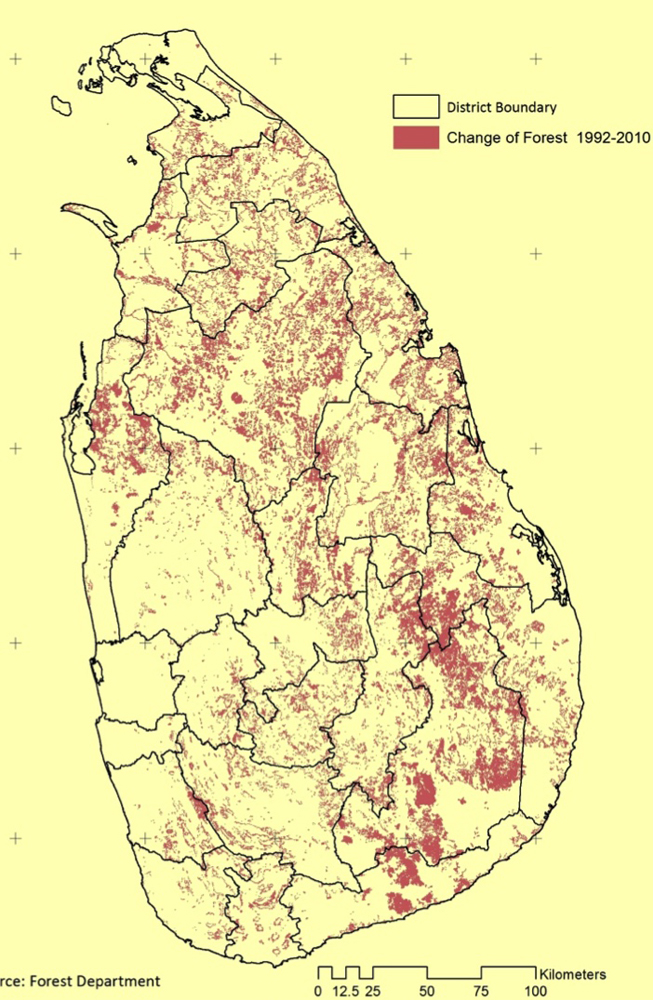 District Boundary
Change of Forest 1992-2010
rce: Forest Department
Kilometers
0 12.5 25 50 75 100